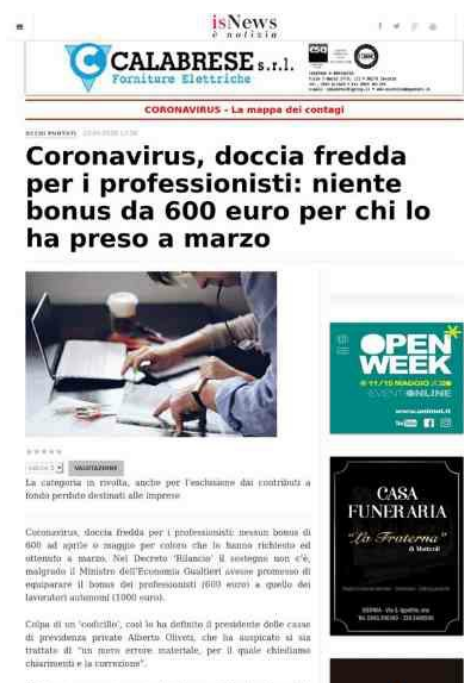 isNews
è notizia
CALABRESE s.r.l.
Forniture Elettriche
CORONAVIRUS - La mappa dei contagi
Coronavirus, doccia fredda
per i professionisti: niente
bonus da 600 euro per chi lo
ha preso a marzo
OPEN
WEEK
EVENTI ONLINE
www.unimol.it
VALUTAZIONE
La categoria in rivolta, anche per l'esclusione dai contributi a
fondo perduto destinati alle imprese
CASA
FUNERARIA
"La Fraterna"
Coronavirus, doccia fredda per i professionisti: nessun bonus di
600 ad aprile o maggio per coloro che lo hanno richiesto ed
ottenuto a marzo. Nel Decreto 'Rilancio' il sostegno non c'è,
malgrado il Ministro dell'Economia Gualtieri avesse promesso di
equiparare il bonus dei professionisti (600 euro) a quello dei
lavoratori autonomi (1000 euro).
Colpa di un 'codicillo', così lo ha definito il presidente delle casse
di previdenza private Alberto Oliveti, che ha auspicato si sia
trattato di "un mero errore materiale, per il quale chiediamo
chiarimenti e la correzione".